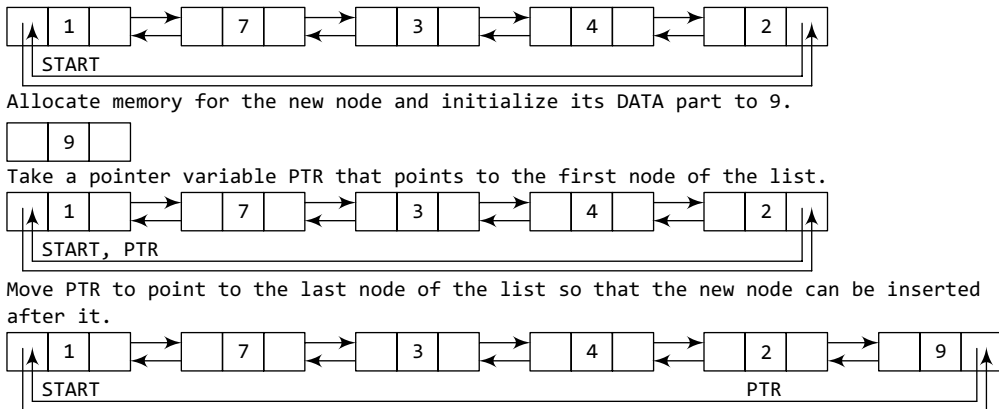 1 7 3 4 2
START
Allocate memory for the new node and initialize its DATA part to 9.
9
Take a pointer variable PTR that points to the first node of the list.
1 7 3 4 2
START, PTR
Move PTR to point to the last node of the list so that the new node can be inserted
after it.
1 7 3 4 2 9
START PTR